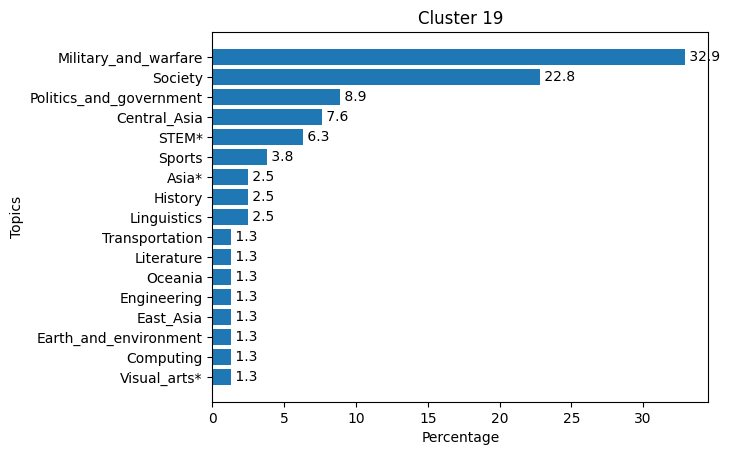 Cluster 19
Military_and_warfare 32.9
Society 22.8
Politics_and_government 8.9
Central_Asia 7.6
STEM* 6.3
Sports 3.8
Asia* 2.5
History 2.5
Linguistics 2.5
Transportation 1.3
Literature 1.3
Oceania 1.3
Engineering 1.3
East_Asia 1.3
Earth_and_environment 1.3
Computing 1.3
Visual_arts* 1.3
Topics
0 5 10 15 20 25 30
Percentage